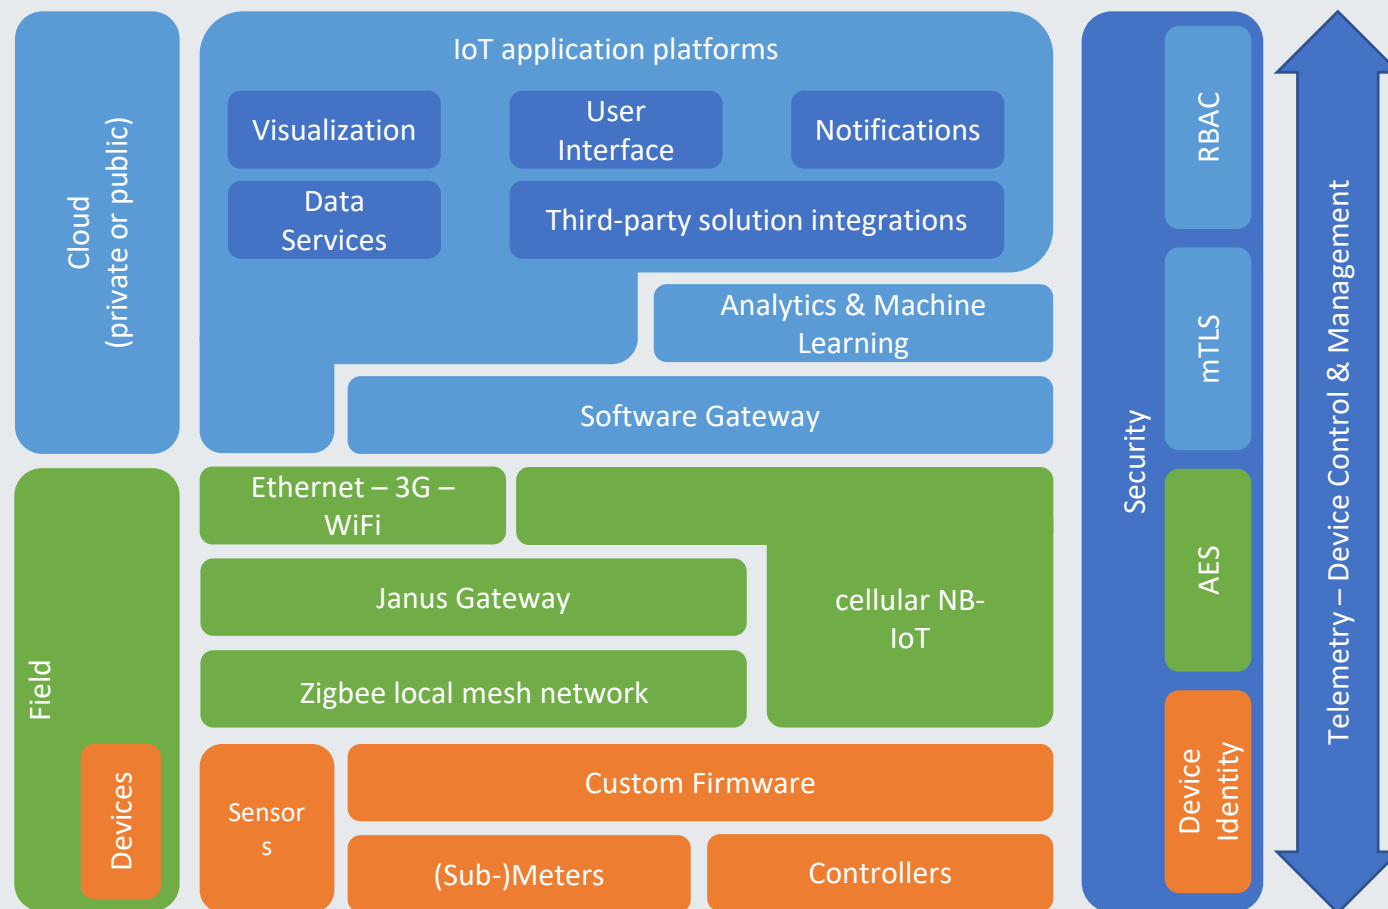 Cloud
(private or public)
IoT application platforms
Visualization
User
Interface
Notifications
Data
Services
Third-party solution integrations
Analytics & Machine
Learning
Software Gateway
Field
Devices
Ethernet – 3G –
WiFi
Janus Gateway
Zigbee local mesh network
cellular NB-
IoT
Sensor
s
Custom Firmware
(Sub-)Meters
Controllers
Security
RBAC
mTLS
AES
Device
Identity
Telemetry – Device Control & Management